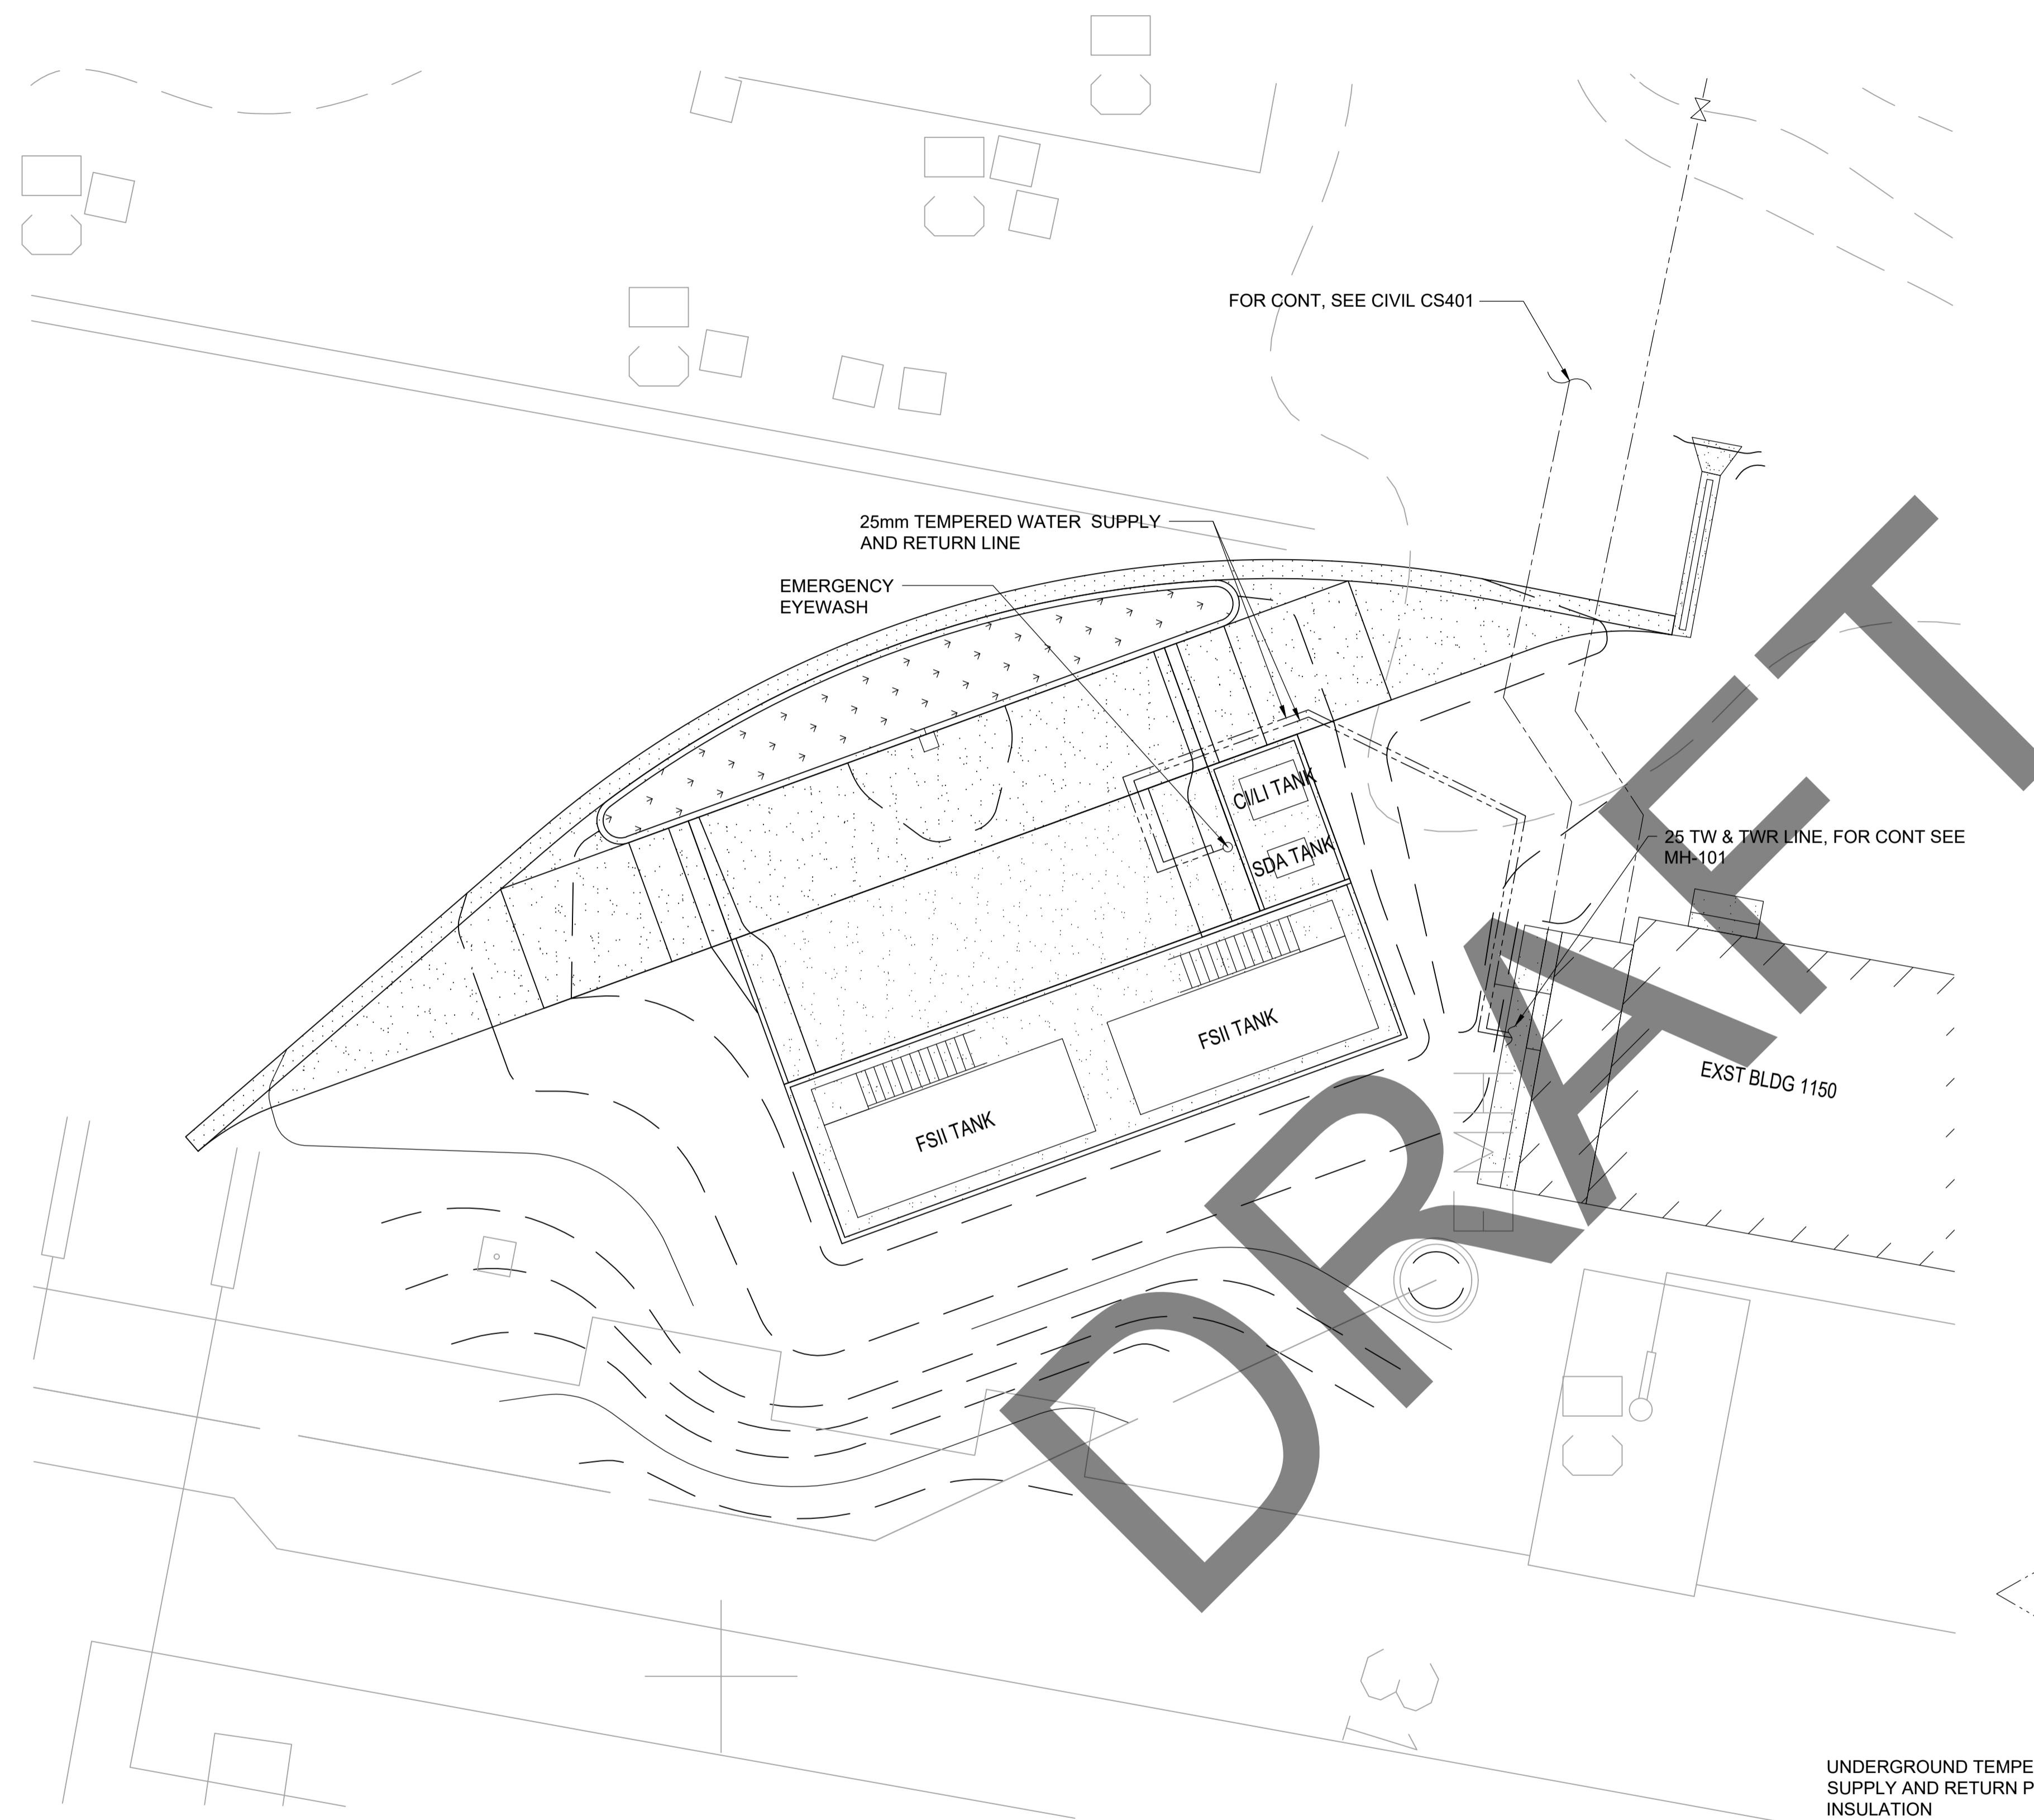 FOR CONT, SEE CIVIL CS401
25mm TEMPERED WATER SUPPLY
AND RETURN LINE
EMERGENCY
EYEWASH
CI/LI TANK
SDA TANK
25 TW & TWR LINE, FOR CONT SEE
MH-101
FSII TANK
FSII TANK
EXST BLDG 1150
DRAFT
UNDERGROUND TEMPE
SUPPLY AND RETURN P
INSULATION